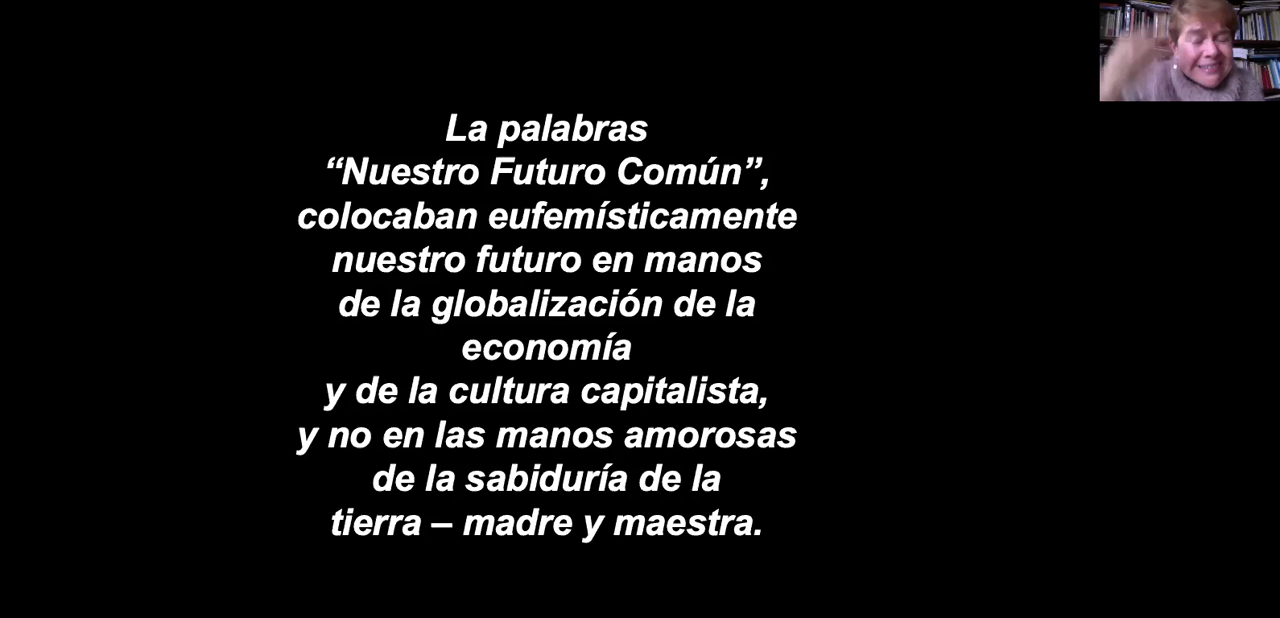 La palabras
“Nuestro Futuro Común”,
colocaban eufemísticamente
nuestro futuro en manos
de la globalización de la
economía
y de la cultura capitalista,
y no en las manos amorosas
de la sabiduría de la
tierra – madre y maestra.